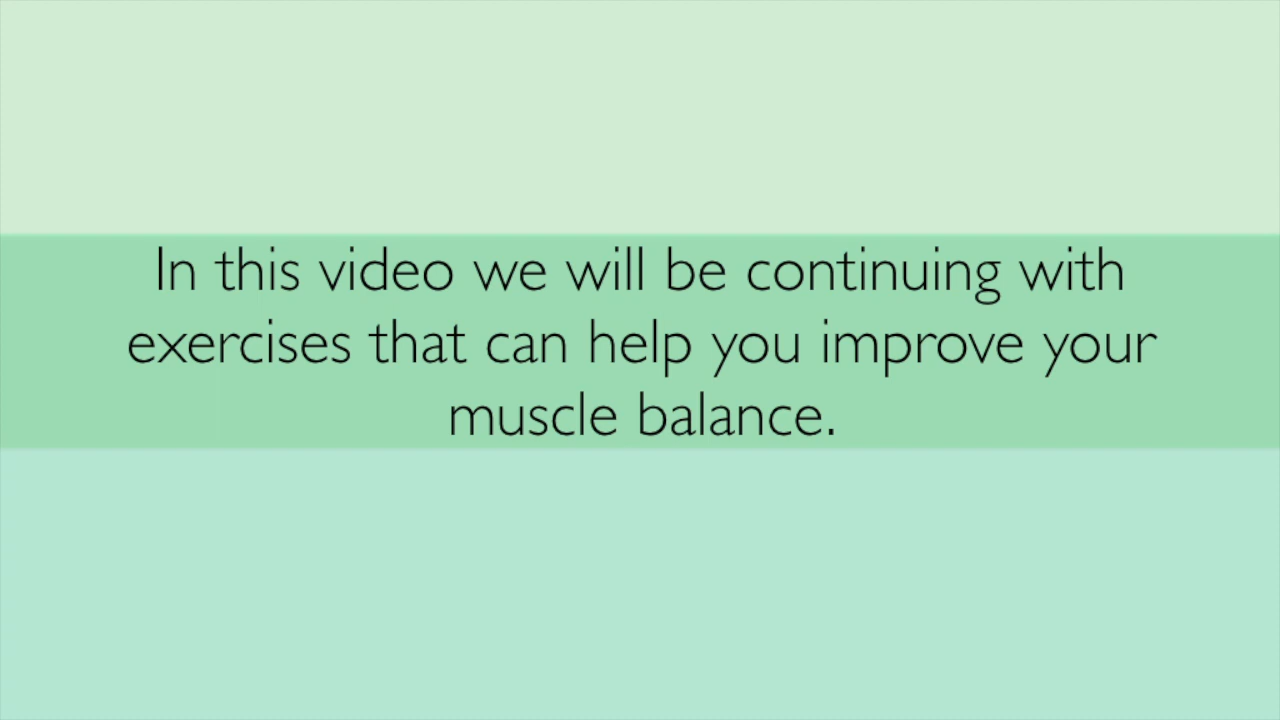 In this video we will be continuing with
exercises that can help you improve your
muscle balance.